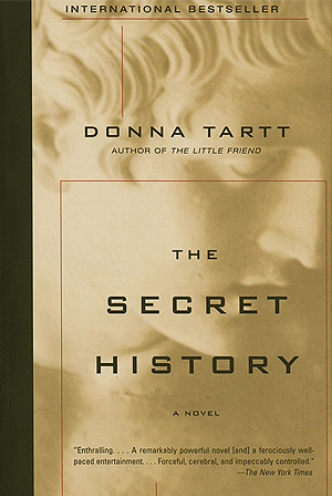 INTERNATIONAL BESTSELLER
DONNA TARTT
AUTHOR OF THE LITTLE FRIEND
THE
SECRET
HISTORY
A NOVEL
"Enthralling. . . . A remarkably powerful novel [and] a ferociously well-
paced entertainment. . . . Forceful, cerebral, and impeccably controlled."
—The New York Times